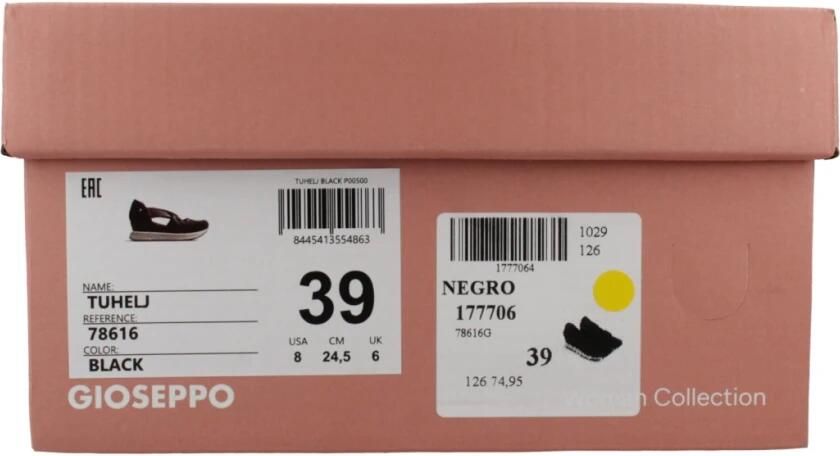 EAC
TUHELJ BLACK P00500
8445413554863
NAME:
TUHELJ
REFERENCE:
78616
COLOR:
BLACK
39
USA CM UK
8 24,5 6
GIOSEPPO
1029
126
1777064
NEGRO
177706
78616G
39
126 74,95
Woman Collection